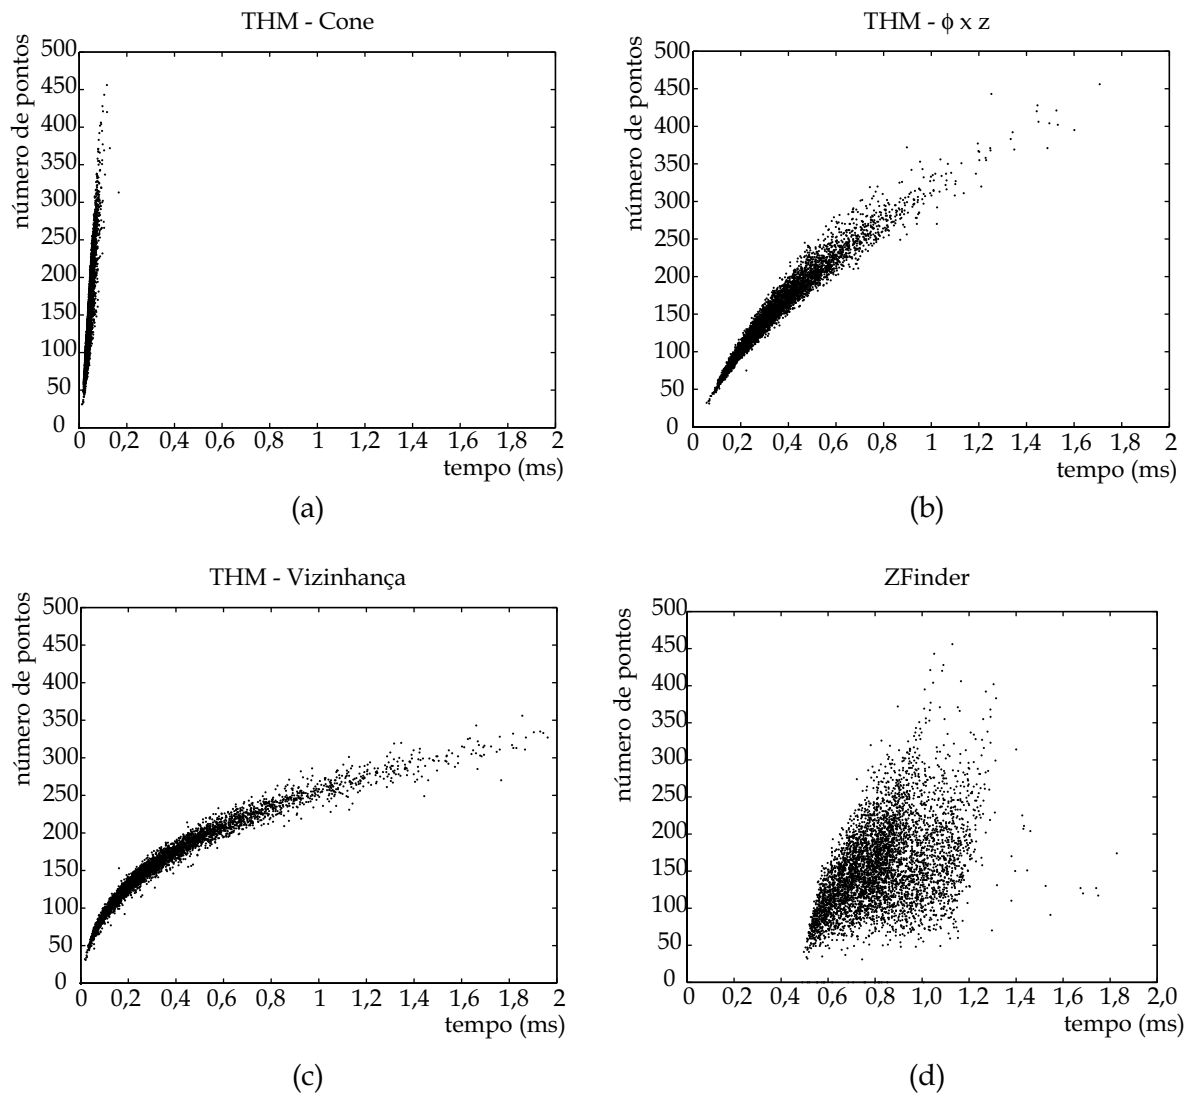 THM - Cone
número de pontos
500
450
400
350
300
250
200
150
100
50
0
0 0,2 0,4 0,6 0,8 1 1,2 1,4 1,6 1,8 2
tempo (ms)
(a)
THM - ϕ x z
número de pontos
500
450
400
350
300
250
200
150
100
50
0
0 0,2 0,4 0,6 0,8 1 1,2 1,4 1,6 1,8 2
tempo (ms)
(b)
THM - Vizinhança
número de pontos
500
450
400
350
300
250
200
150
100
50
0
0 0,2 0,4 0,6 0,8 1 1,2 1,4 1,6 1,8 2
tempo (ms)
(c)
ZFinder
número de pontos
500
450
400
350
300
250
200
150
100
50
0
0 0,2 0,4 0,6 0,8 1,0 1,2 1,4 1,6 1,8 2,0
tempo (ms)
(d)